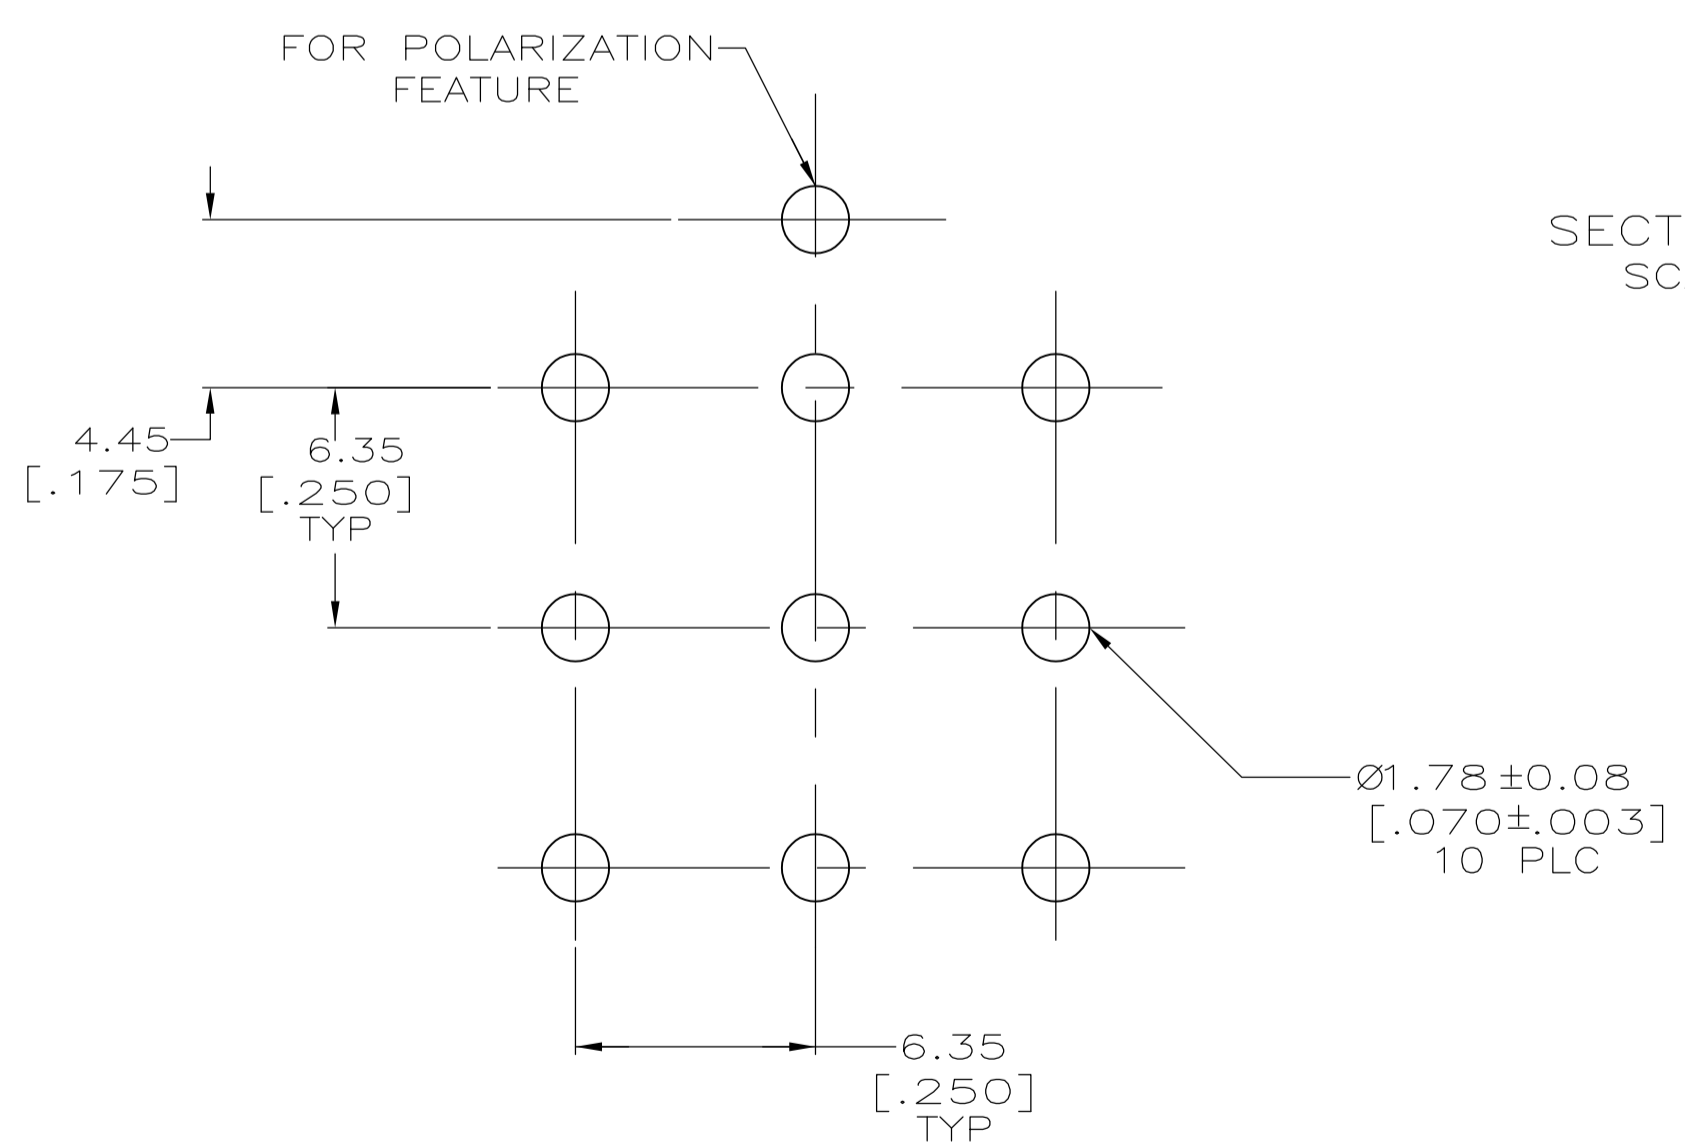 FOR POLARIZATION
FEATURE
SECT
SC
4.45
[.175]
6.35
[.250]
TYP
Ø1.78±0.08
[.070±.003]
10 PLC
6.35
[.250]
TYP